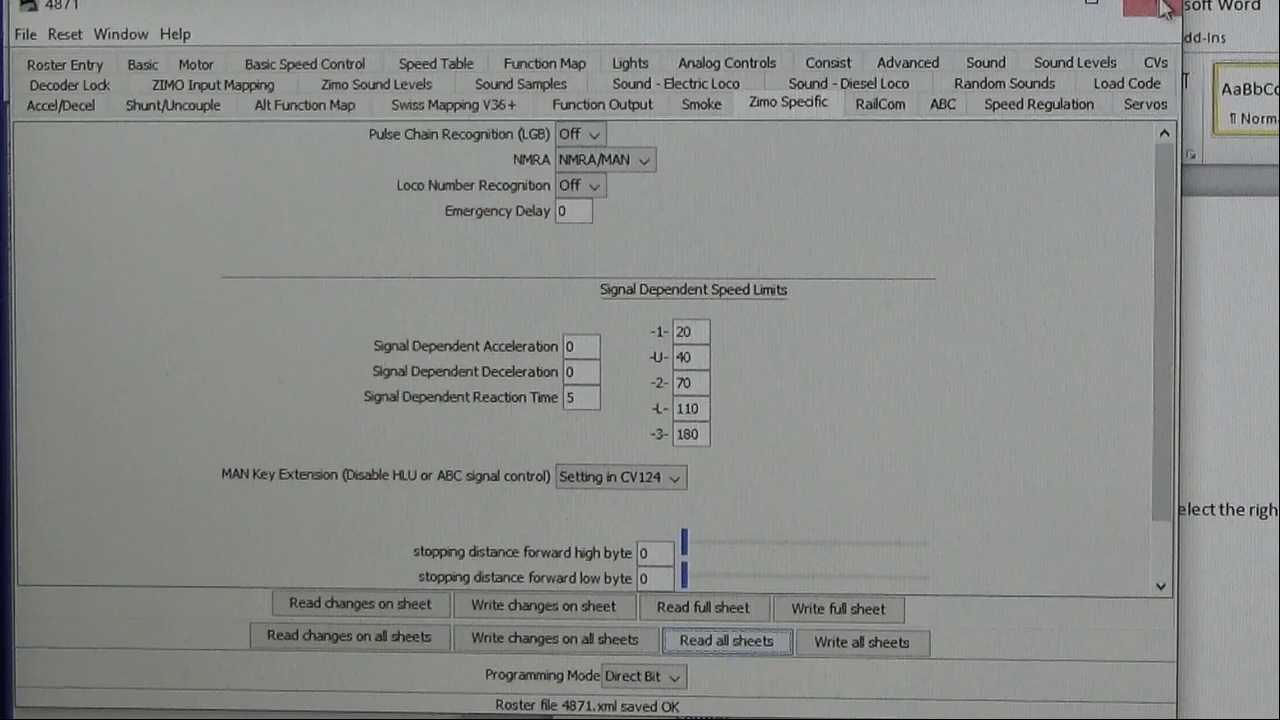 4871
soft Word
File Reset Window Help
dd-Ins
Roster Entry Basic Motor Basic Speed Control Speed Table Function Map Lights Analog Controls Consist Advanced Sound Sound Levels CVs
Decoder Lock ZIMO Input Mapping Zimo Sound Levels Sound Samples Sound - Electric Loco Sound - Diesel Loco Random Sounds Load Code
Accel/Decel Shunt/Uncouple Alt Function Map Swiss Mapping V36+ Function Output Smoke Zimo Specific RailCom ABC Speed Regulation Servos
AaBbCc
¶ Norm
Pulse Chain Recognition (LGB) Off
NMRA NMRA/MAN
Loco Number Recognition Off
Emergency Delay 0
Signal Dependent Speed Limits
-1- 20
Signal Dependent Acceleration 0
-U- 40
Signal Dependent Deceleration 0
-2- 70
Signal Dependent Reaction Time 5
-L- 110
-3- 180
MAN Key Extension (Disable HLU or ABC signal control) Setting in CV124
elect the righ
stopping distance forward high byte 0
stopping distance forward low byte 0
Read changes on sheet Write changes on sheet Read full sheet Write full sheet
Read changes on all sheets Write changes on all sheets Read all sheets Write all sheets
Programming Mode Direct Bit
Roster file 4871.xml saved OK